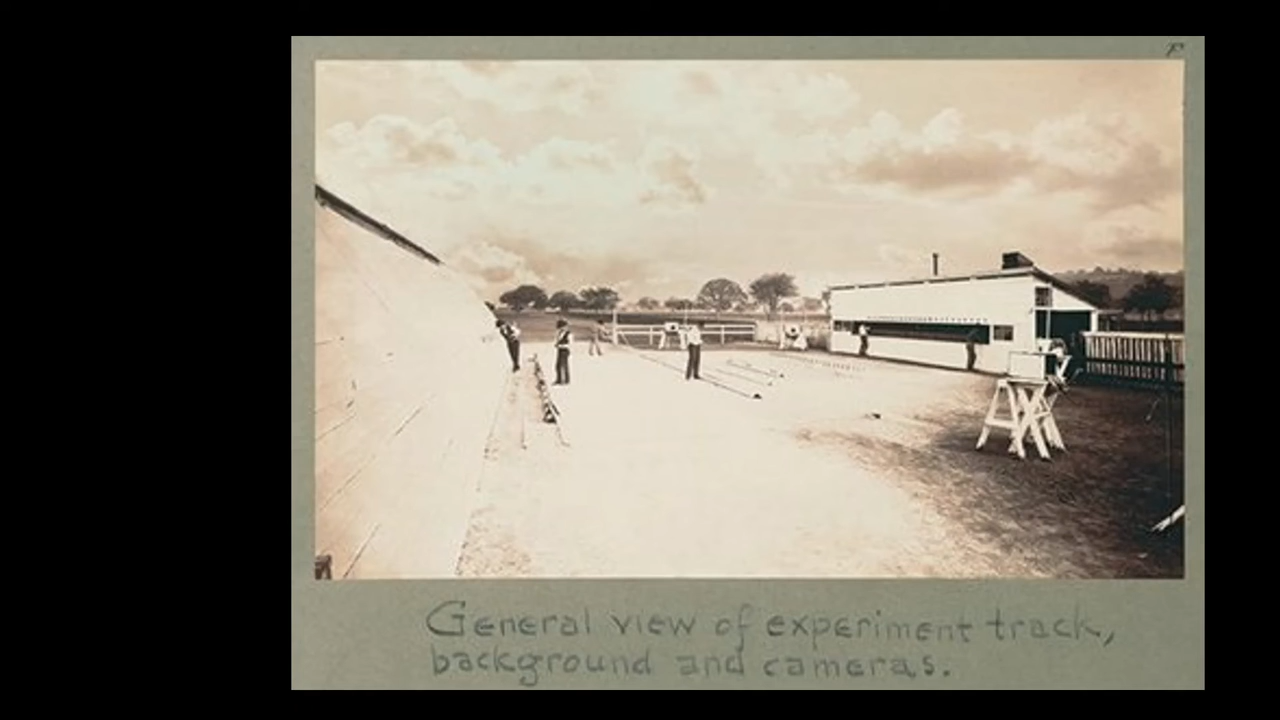 General view of experiment track,
background and cameras.